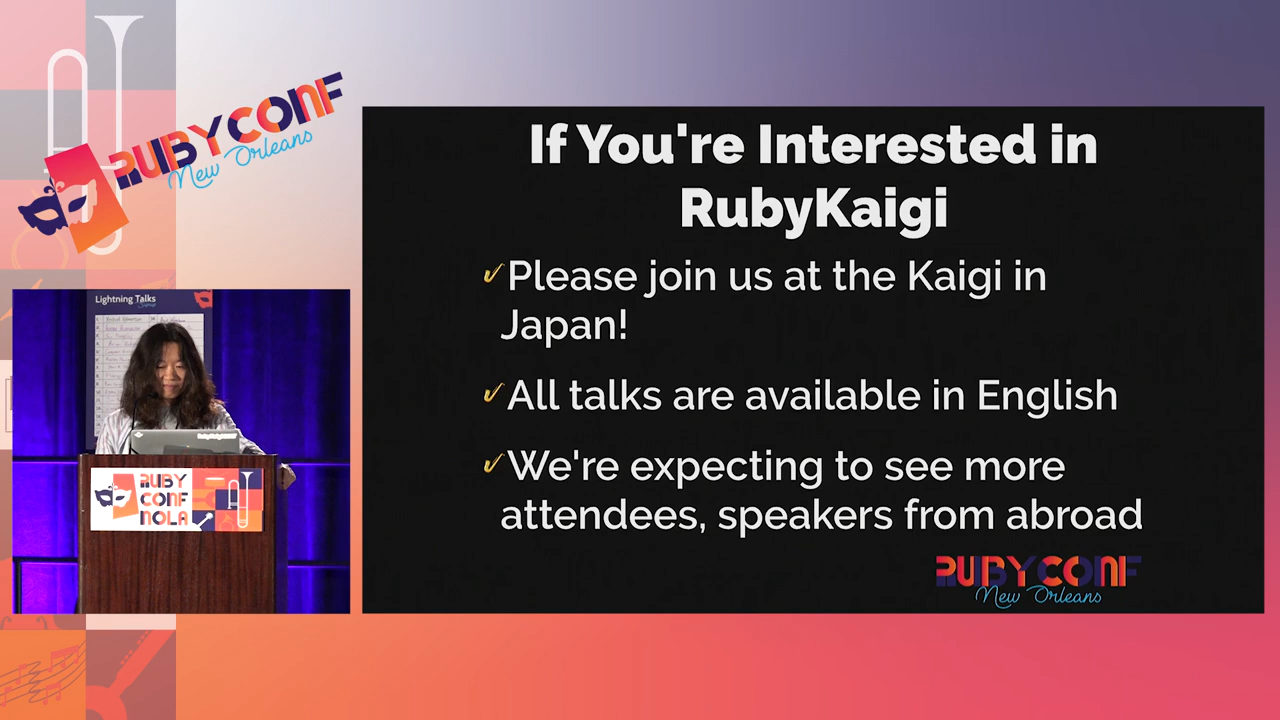 RUBYCONF
New Orleans
If You're Interested in
RubyKaigi
✓Please join us at the Kaigi in
Japan!
✓All talks are available in English
✓We're expecting to see more
attendees, speakers from abroad
RUBYCONF
New Orleans
Lightning Talks
RUBY
CONF
NOLA